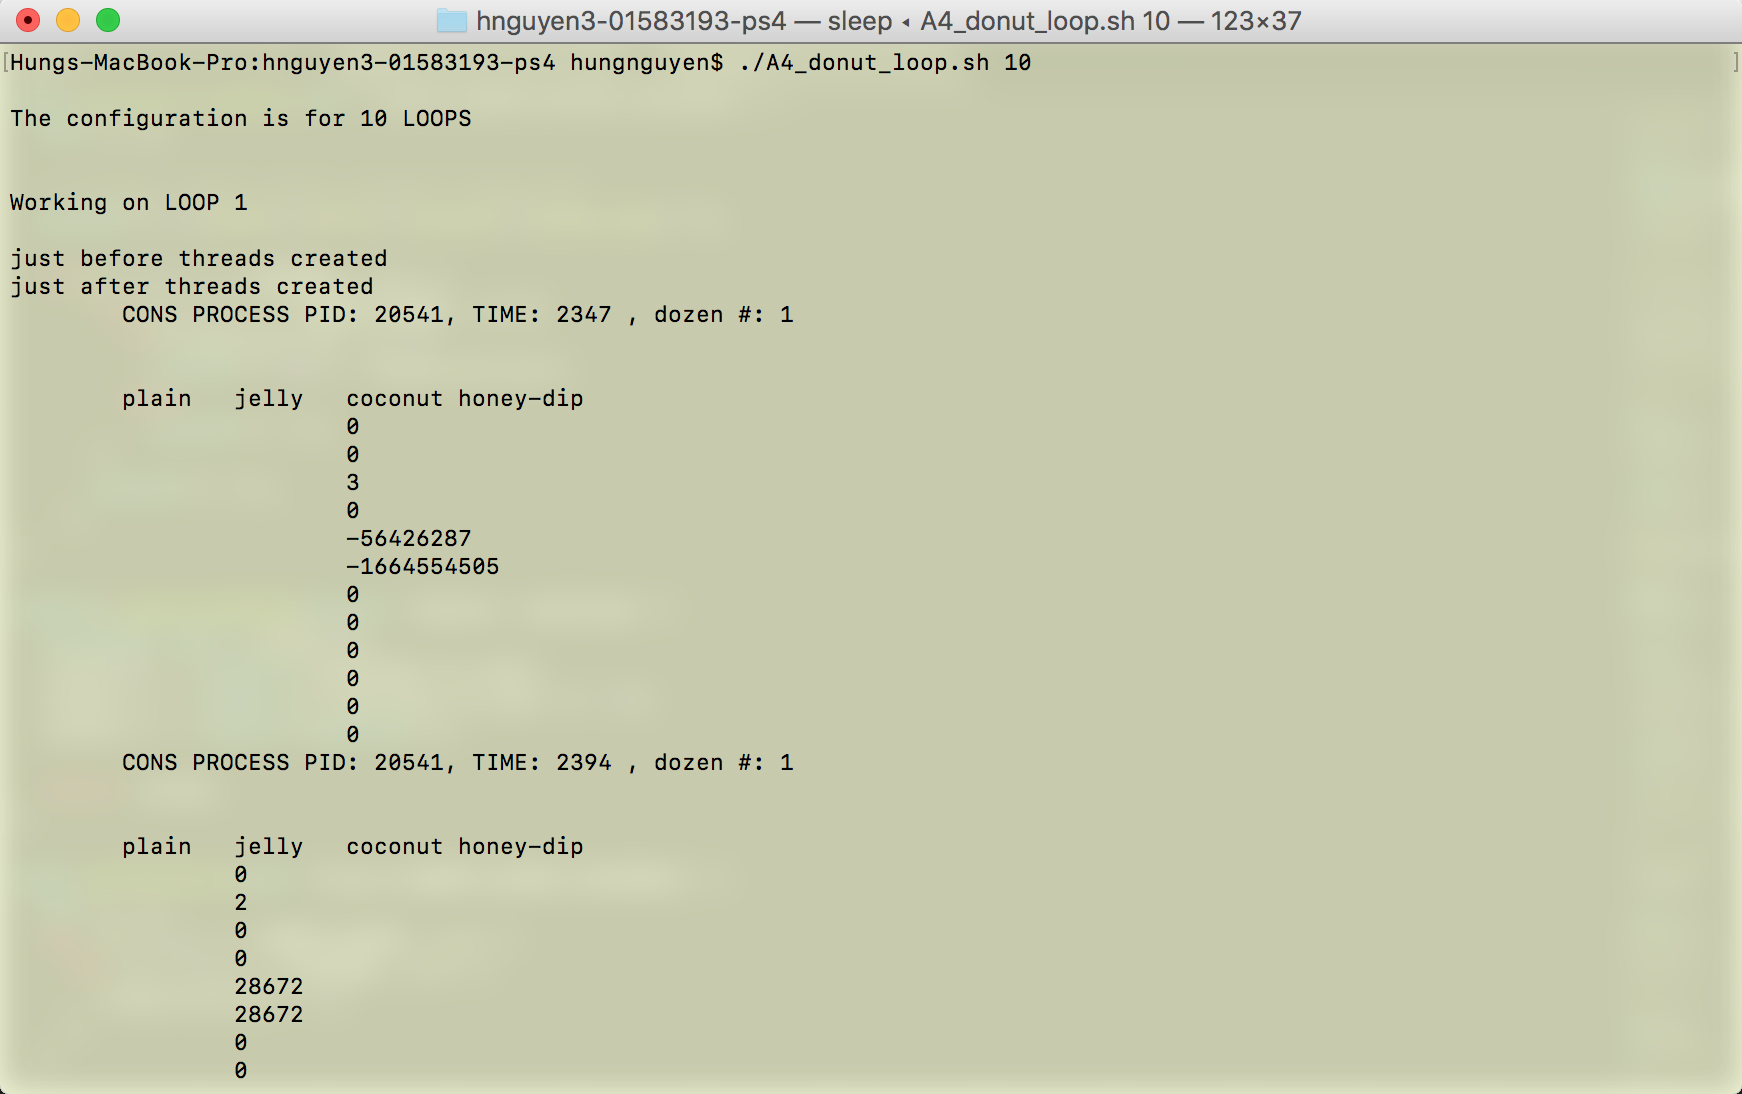 hnguyen3-01583193-ps4 — sleep ◂ A4_donut_loop.sh 10 — 123×37
[Hungs-MacBook-Pro:hnguyen3-01583193-ps4 hungnguyen$ ./A4_donut_loop.sh 10 ]
The configuration is for 10 LOOPS
Working on LOOP 1
just before threads created
just after threads created
CONS PROCESS PID: 20541, TIME: 2347 , dozen #: 1
plain jelly coconut honey-dip
0
0
3
0
-56426287
-1664554505
0
0
0
0
0
0
CONS PROCESS PID: 20541, TIME: 2394 , dozen #: 1
plain jelly coconut honey-dip
0
2
0
0
28672
28672
0
0